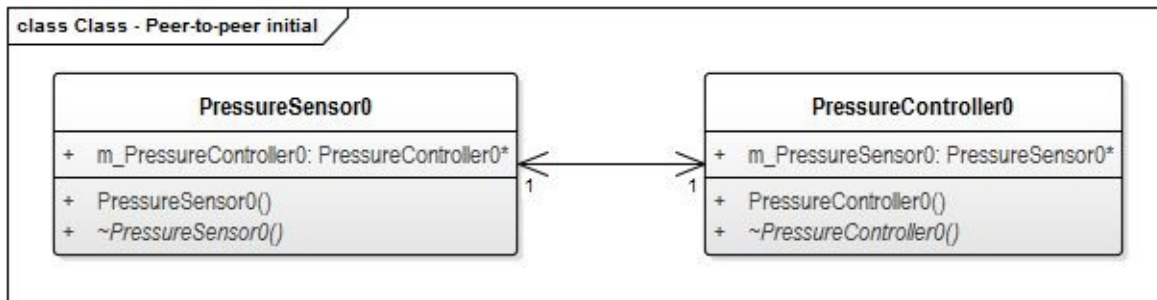 class Class - Peer-to-peer initial
PressureSensor0
+ m_PressureController0: PressureController0*
+ PressureSensor0()
+ ~PressureSensor0()
1
1
PressureController0
+ m_PressureSensor0: PressureSensor0*
+ PressureController0()
+ ~PressureController0()